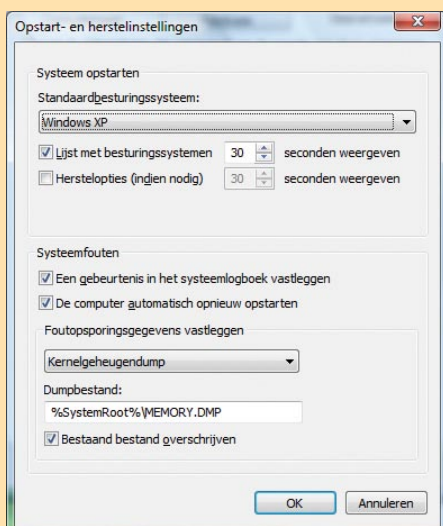 Opstart- en herstelinstellingen
Systeem opstarten
Standaardbesturingssysteem:
Windows XP
Lijst met besturingssystemen 30 seconden weergeven
Herstelopties (indien nodig) 30 seconden weergeven
Systeemfouten
Een gebeurtenis in het systeemlogboek vastleggen
De computer automatisch opnieuw opstarten
Foutopsporingsgegevens vastleggen
Kernelgeheugendump
Dumpbestand:
%SystemRoot%\MEMORY.DMP
Bestaand bestand overschrijven
OK Annuleren